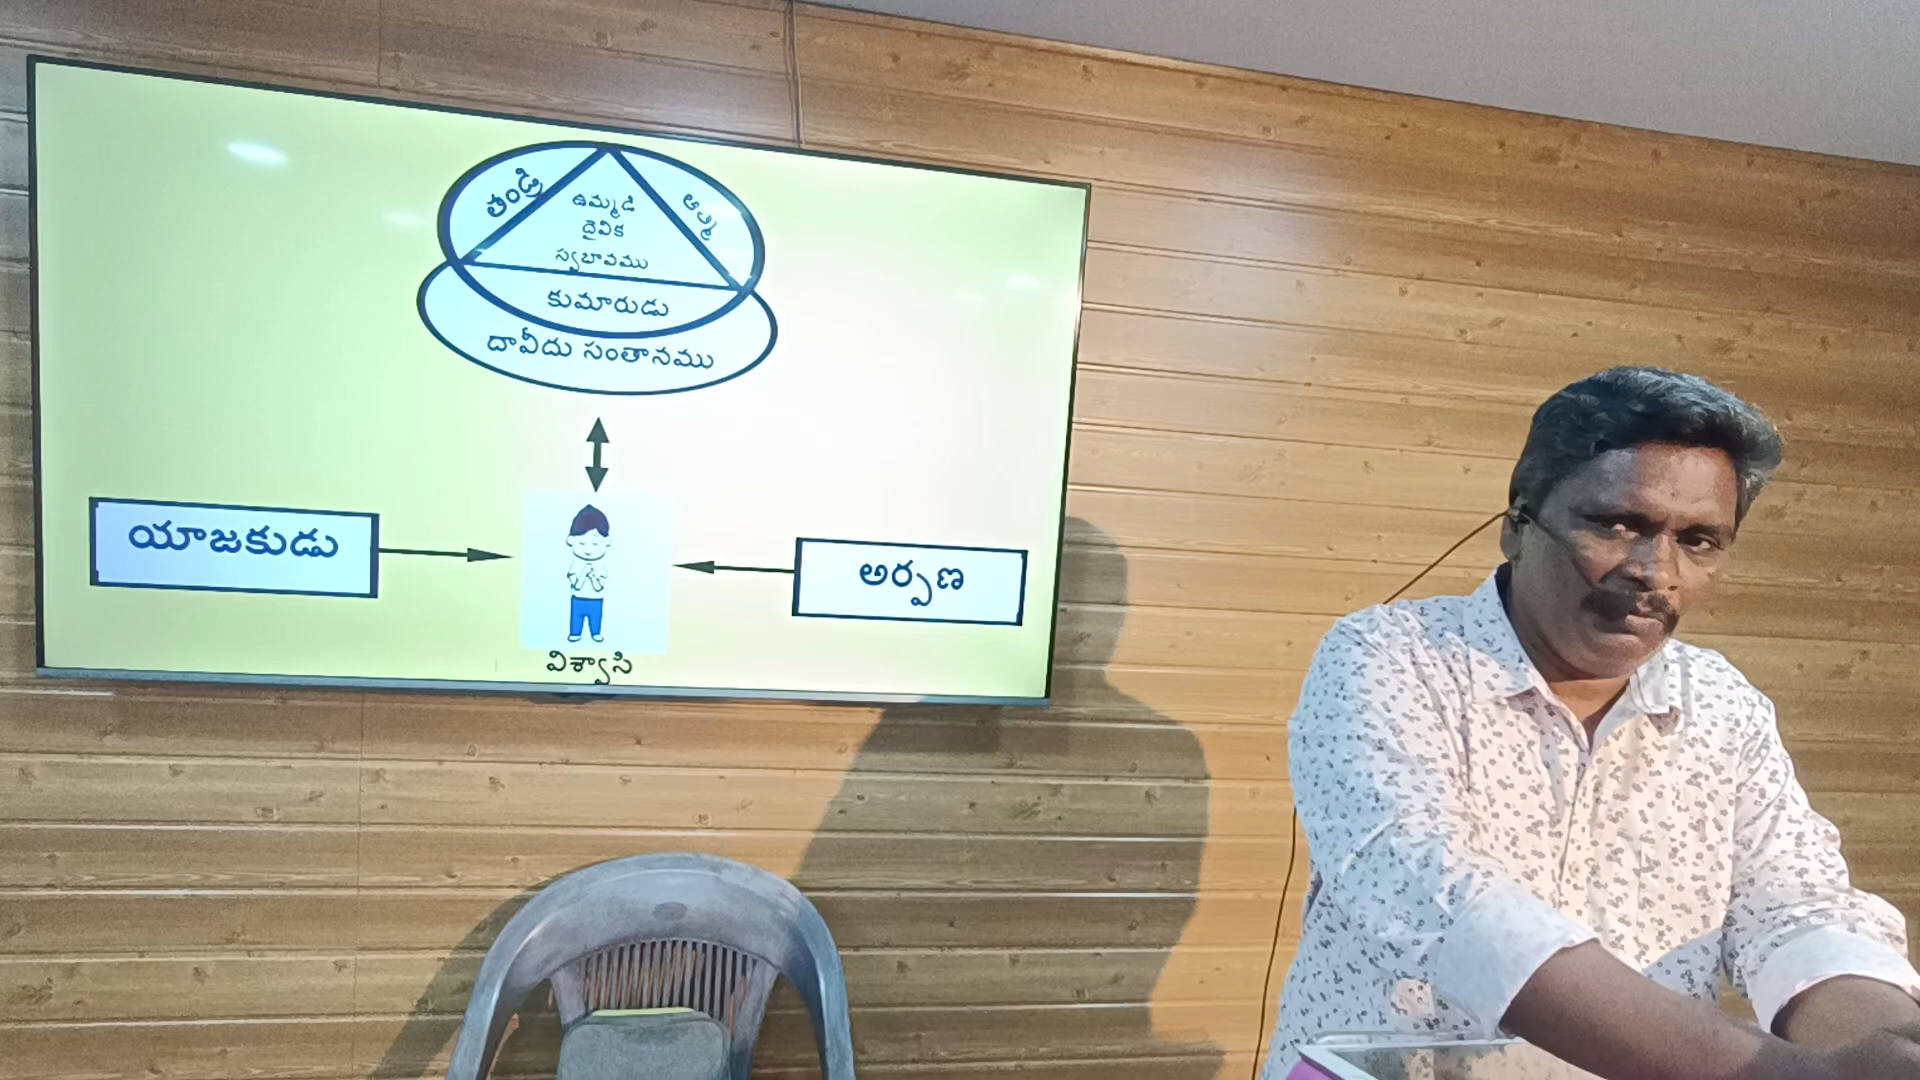 తండ్రి
ఆత్మ
ఉమ్మడి
దైవిక
స్వభావము
కుమారుడు
దావీదు సంతానము
యాజకుడు
అర్పణ
విశ్వాసి